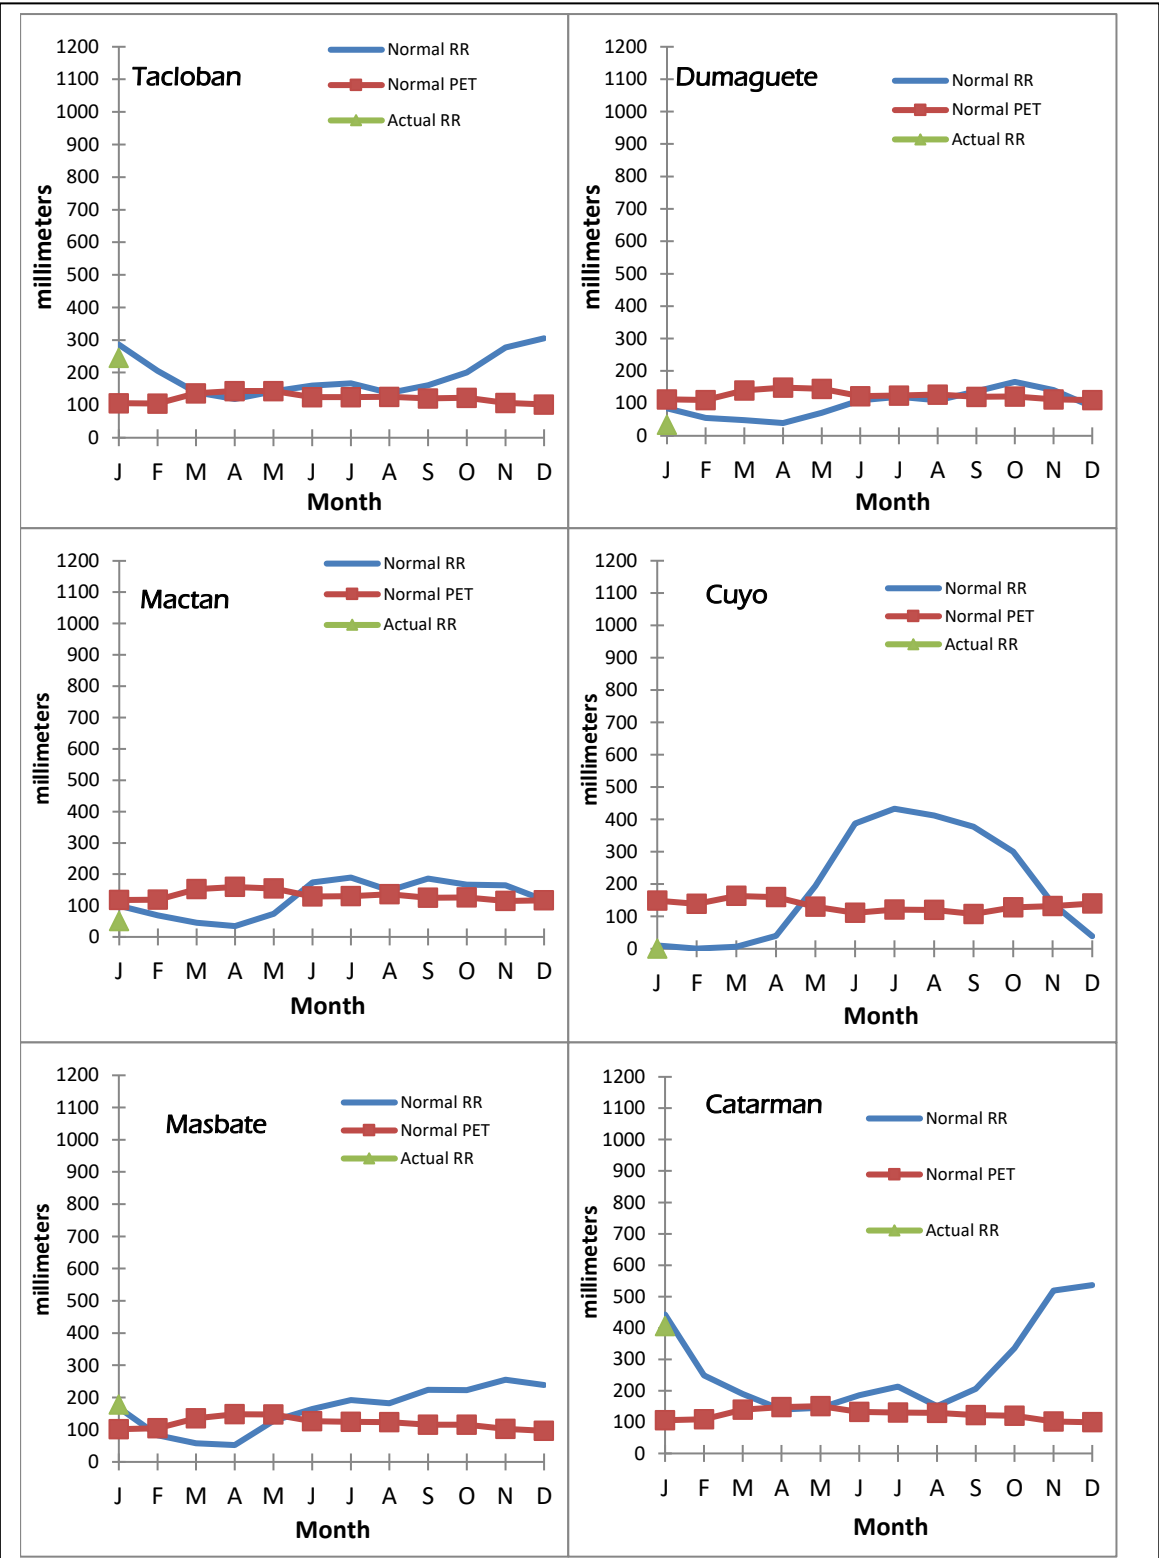 Tacloban
Normal RR
Normal PET
Actual RR
1200
1100
1000
900
800
700
600
500
400
300
200
100
0
millimeters
J F M A M J J A S O N D
Month
Dumaguete
Normal RR
Normal PET
Actual RR
1200
1100
1000
900
800
700
600
500
400
300
200
100
0
millimeters
J F M A M J J A S O N D
Month
Mactan
Normal RR
Normal PET
Actual RR
1200
1100
1000
900
800
700
600
500
400
300
200
100
0
millimeters
J F M A M J J A S O N D
Month
Cuyo
Normal RR
Normal PET
Actual RR
1200
1100
1000
900
800
700
600
500
400
300
200
100
0
millimeters
J F M A M J J A S O N D
Month
Masbate
Normal RR
Normal PET
Actual RR
1200
1100
1000
900
800
700
600
500
400
300
200
100
0
millimeters
J F M A M J J A S O N D
Month
Catarman
Normal RR
Normal PET
Actual RR
1200
1100
1000
900
800
700
600
500
400
300
200
100
0
millimeters
J F M A M J J A S O N D
Month